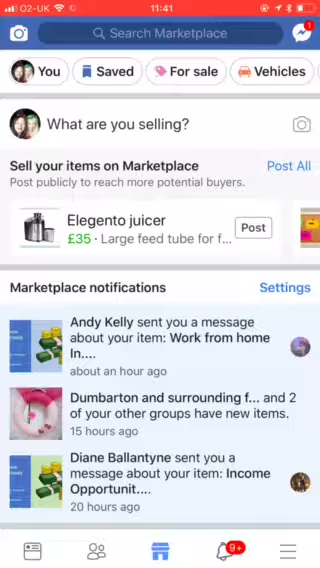 O2-UK
11:41
Search Marketplace
1
You
Saved
For sale
Vehicles
What are you selling?
Sell your items on Marketplace
Post All
Post publicly to reach more potential buyers.
Elegento juicer
£35 · Large feed tube for f...
Post
Marketplace notifications
Settings
Andy Kelly sent you a message
about your item: Work from home
In....
about an hour ago
Dumbarton and surrounding f... and 2
of your other groups have new items.
15 hours ago
Diane Ballantyne sent you a
message about your item: Income
Opportunit....
20 hours ago
9+